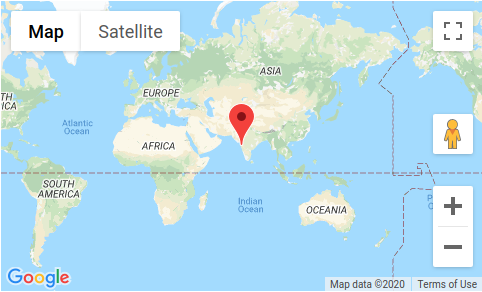 Map
Satellite
ASIA
EUROPE
Atlantic
Ocean
AFRICA
SOUTH
AMERICA
Indian
Ocean
OCEANIA
Google
Map data ©2020
Terms of Use